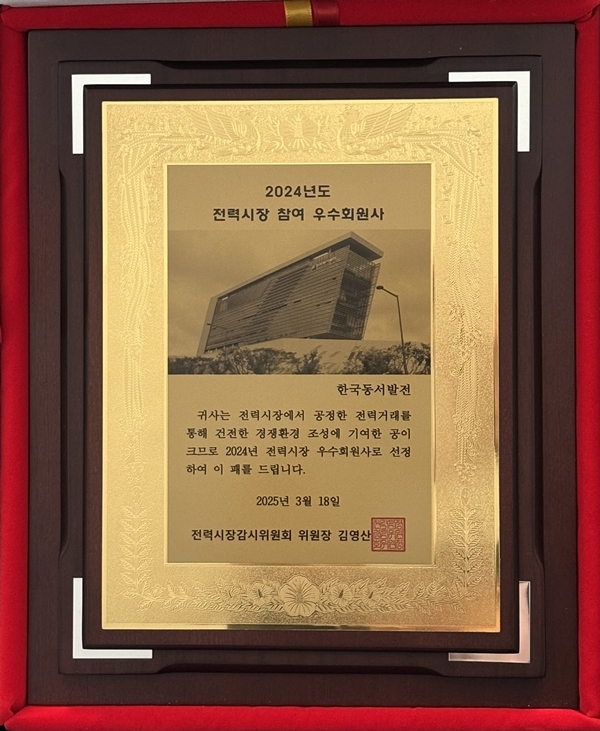 2024년도
전력시장 참여 우수회원사
한국동서발전
귀사는 전력시장에서 공정한 전력거래를
통해 건전한 경쟁환경 조성에 기여한 공이
크므로 2024년 전력시장 우수회원사로 선정
하여 이 패를 드립니다.
2025년 3월 18일
전력시장감시위원회 위원장 김영산